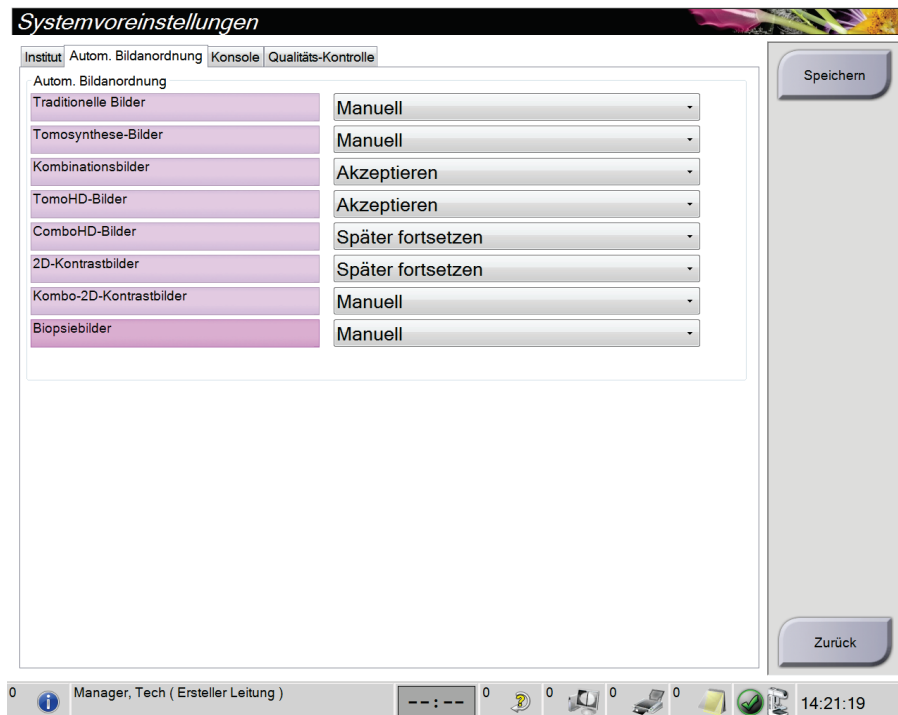 Systemvoreinstellungen
Institut Autom. Bildanordnung Konsole Qualitäts-Kontrolle
Speichern
Autom. Bildanordnung
Traditionelle Bilder Manuell
Tomosynthese-Bilder Manuell
Kombinationsbilder Akzeptieren
TomoHD-Bilder Akzeptieren
ComboHD-Bilder Später fortsetzen
2D-Kontrastbilder Später fortsetzen
Kombo-2D-Kontrastbilder Manuell
Biopsiebilder Manuell
Zurück
0 Manager, Tech ( Ersteller Leitung ) --:-- 0 0 0 0 14:21:19